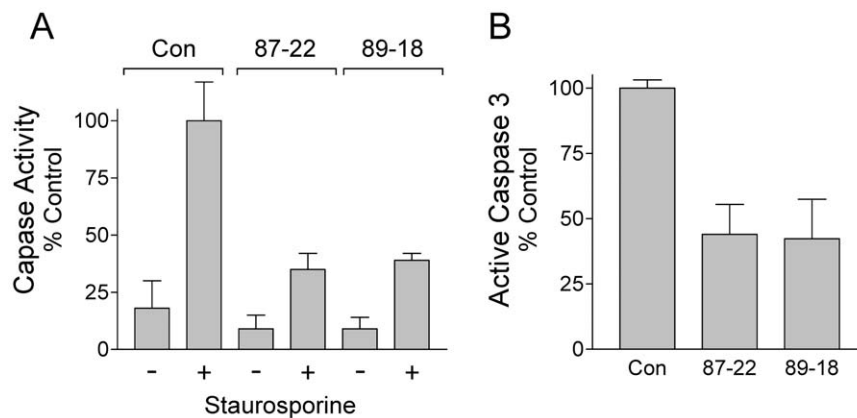 A
Con 87-22 89-18
Capase Activity
% Control
100
75
50
25
0
- + - + - +
Staurosporine
B
Active Caspase 3
% Control
100
75
50
25
0
Con 87-22 89-18